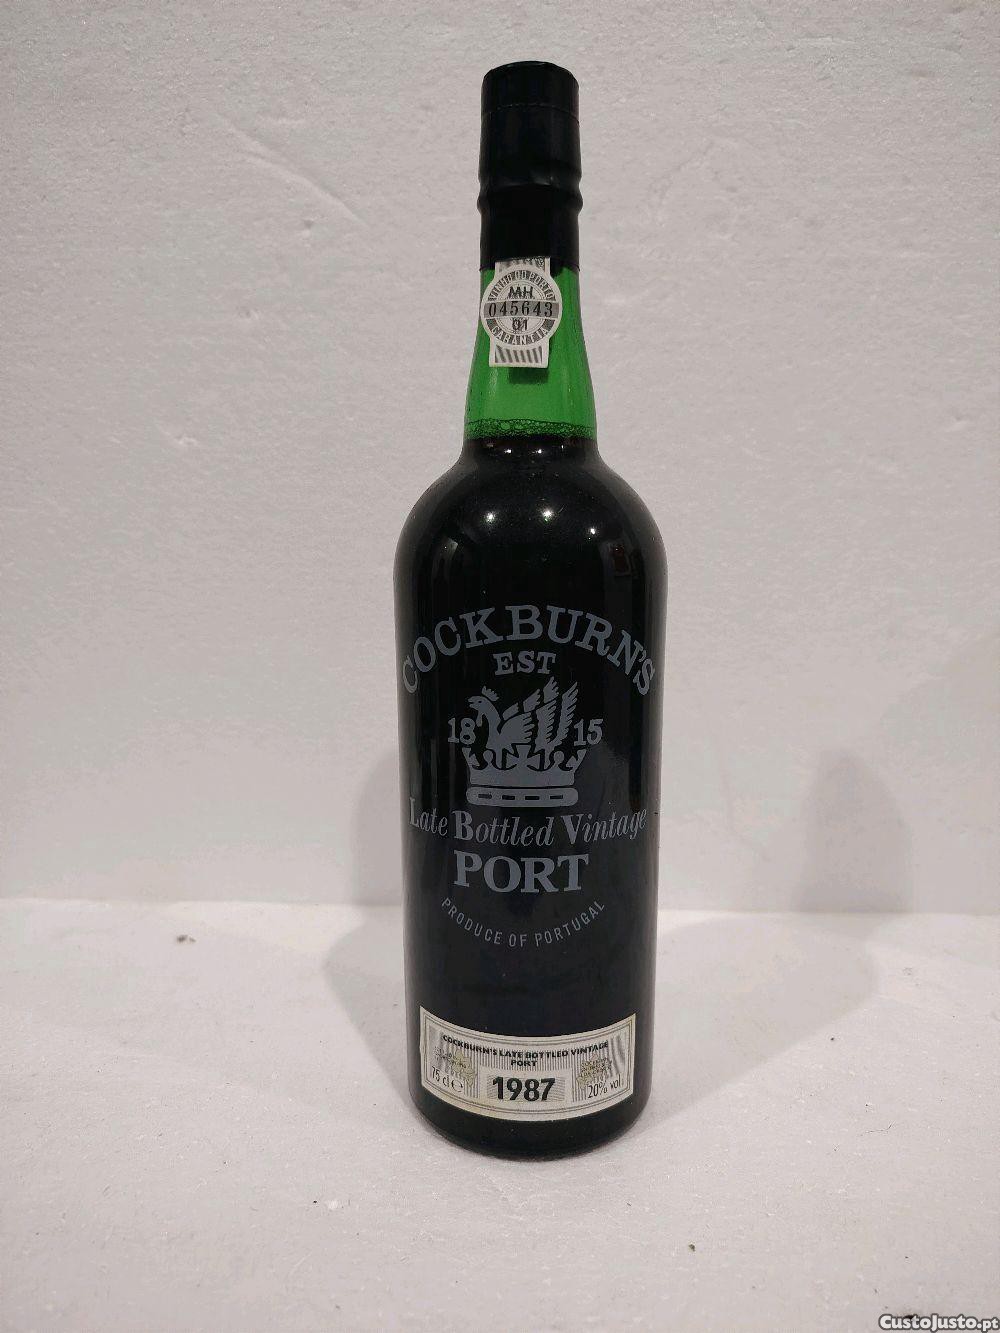 VINHO DO PORTO
MH
045643
91
GARANTIA
COCKBURN'S
EST
18 15
Late Bottled Vintage
PORT
PRODUCE OF PORTUGAL
COCKBURN'S LATE BOTTLED VINTAGE
PORT
75 cl e 1987 20% vol
CustoJusto.pt